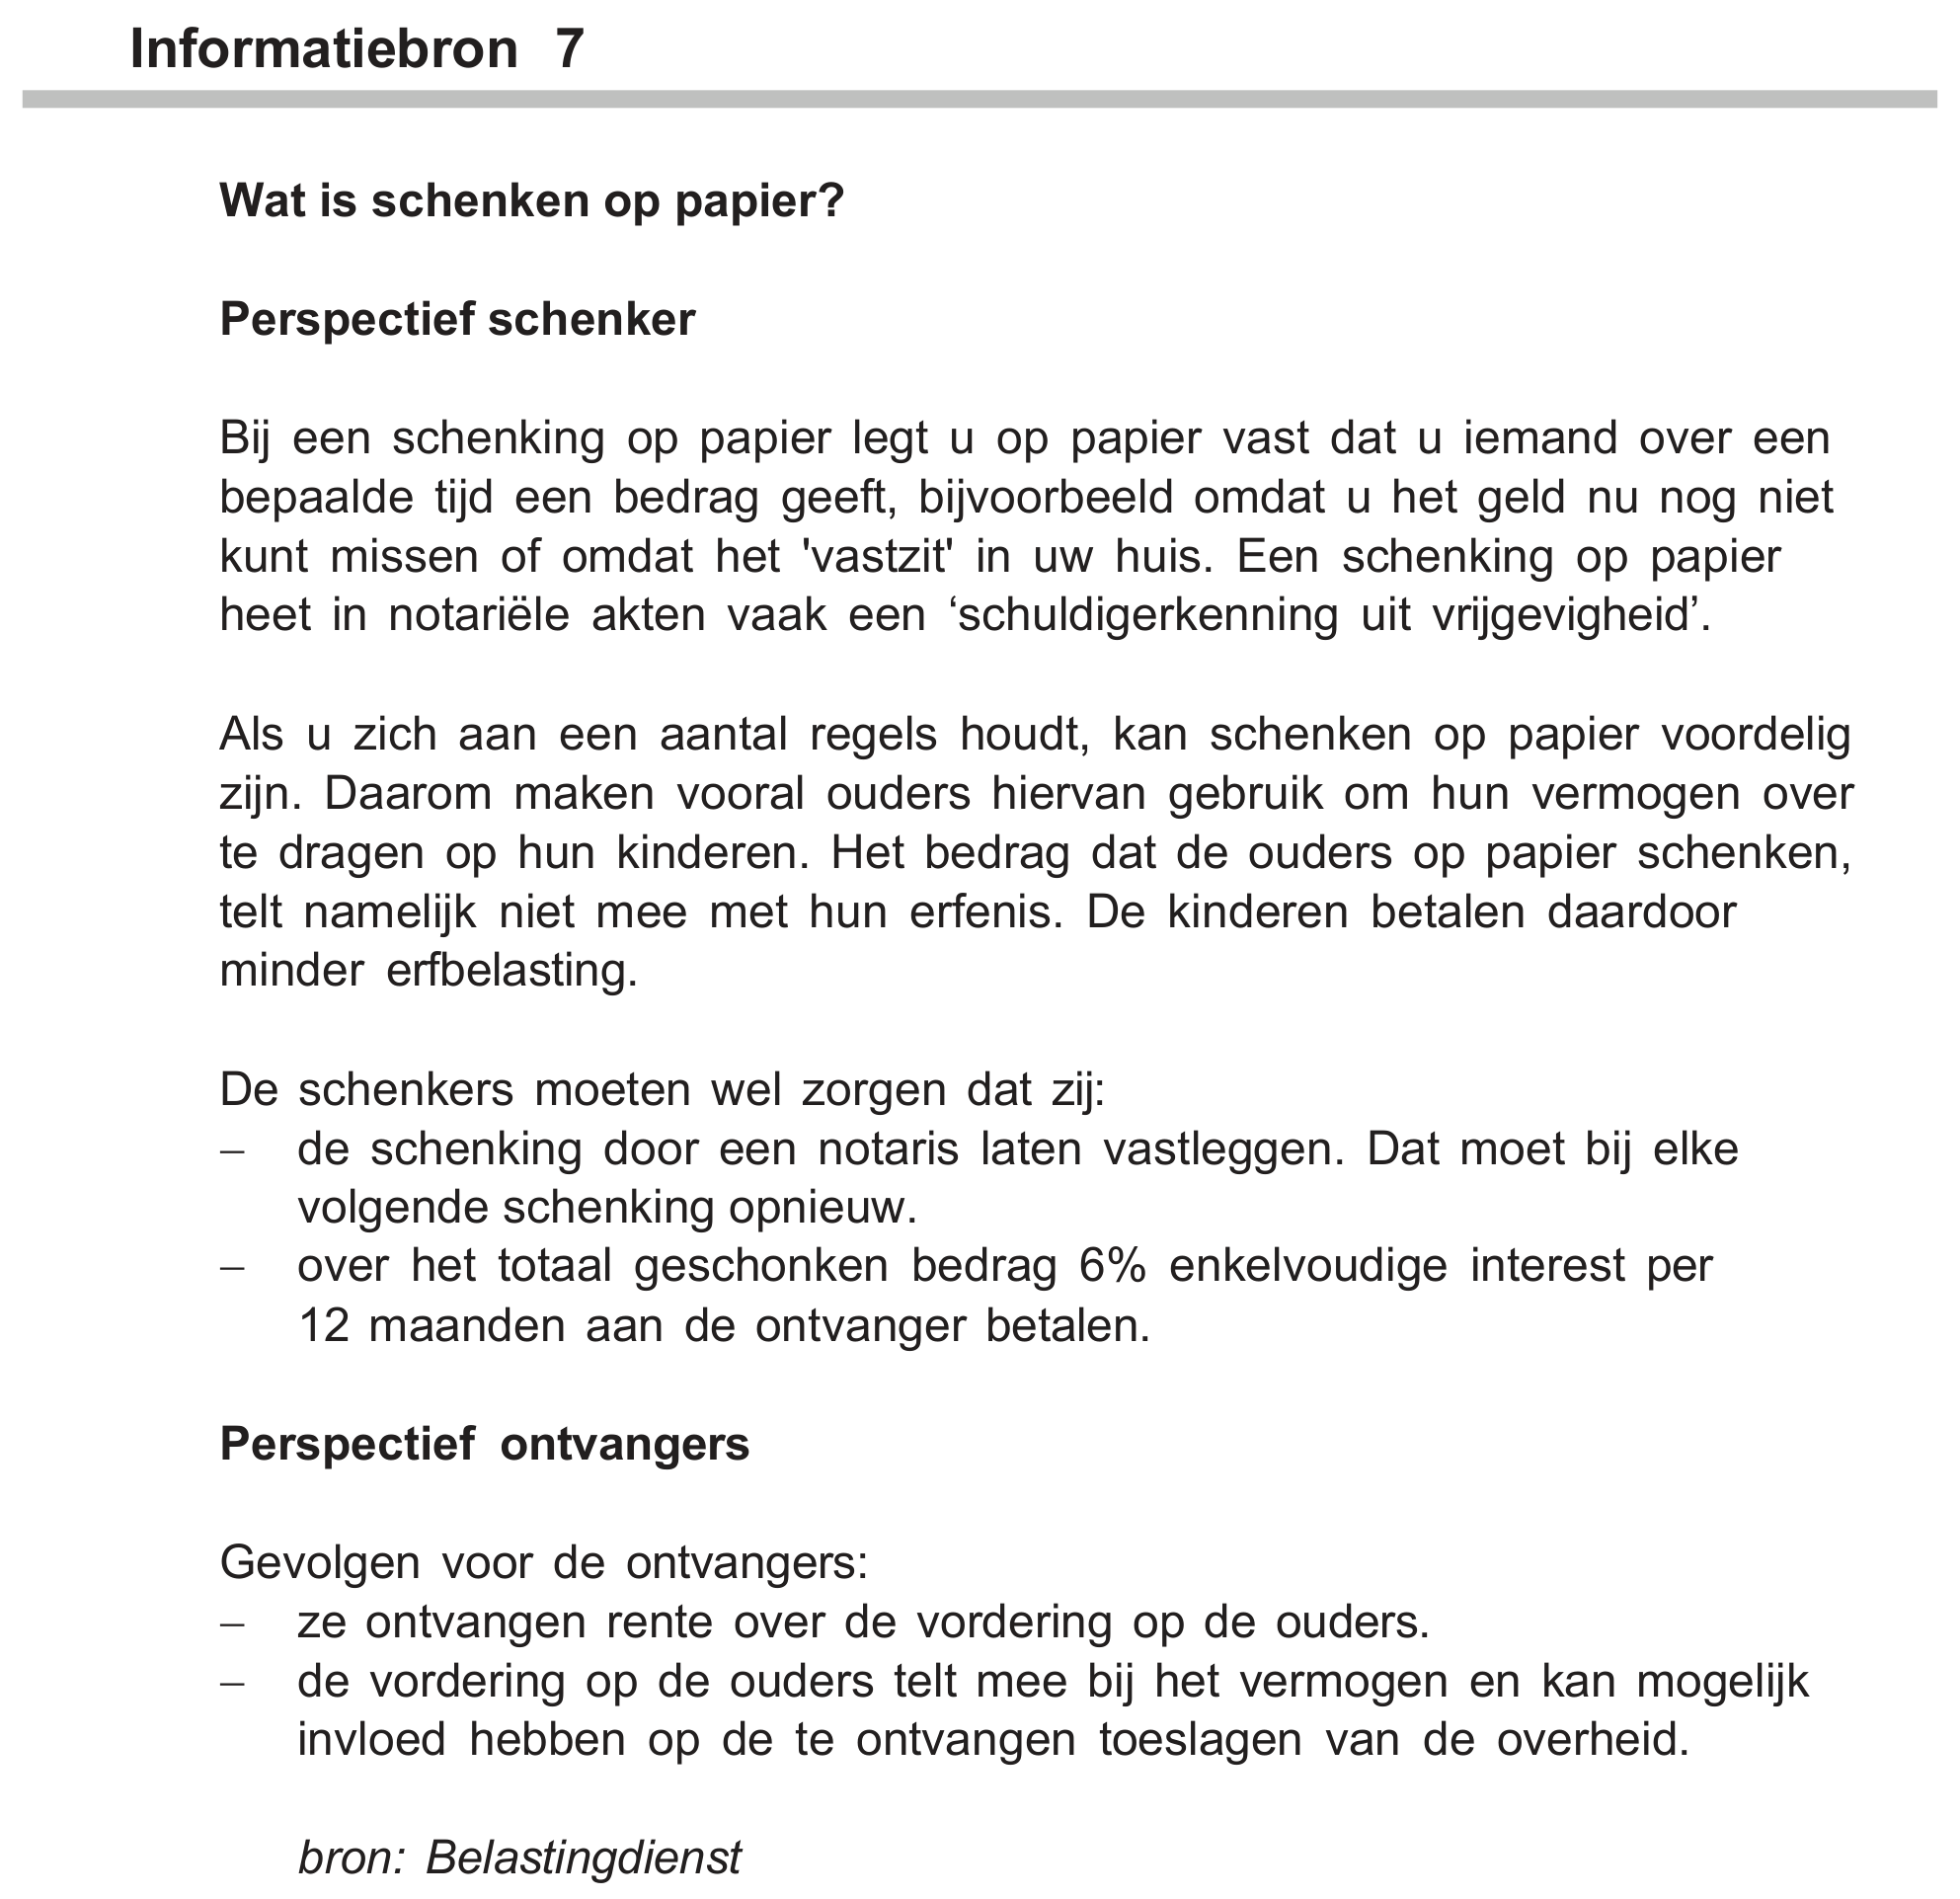 Informatiebron 7
Wat is schenken op papier?
Perspectief schenker
Bij een schenking op papier legt u op papier vast dat u iemand over een
bepaalde tijd een bedrag geeft, bijvoorbeeld omdat u het geld nu nog niet
kunt missen of omdat het 'vastzit' in uw huis. Een schenking op papier
heet in notariële akten vaak een ‘schuldigerkenning uit vrijgevigheid’.
Als u zich aan een aantal regels houdt, kan schenken op papier voordelig
zijn. Daarom maken vooral ouders hiervan gebruik om hun vermogen over
te dragen op hun kinderen. Het bedrag dat de ouders op papier schenken,
telt namelijk niet mee met hun erfenis. De kinderen betalen daardoor
minder erfbelasting.
De schenkers moeten wel zorgen dat zij:
– de schenking door een notaris laten vastleggen. Dat moet bij elke
volgende schenking opnieuw.
– over het totaal geschonken bedrag 6% enkelvoudige interest per
12 maanden aan de ontvanger betalen.
Perspectief ontvangers
Gevolgen voor de ontvangers:
– ze ontvangen rente over de vordering op de ouders.
– de vordering op de ouders telt mee bij het vermogen en kan mogelijk
invloed hebben op de te ontvangen toeslagen van de overheid.
bron: Belastingdienst